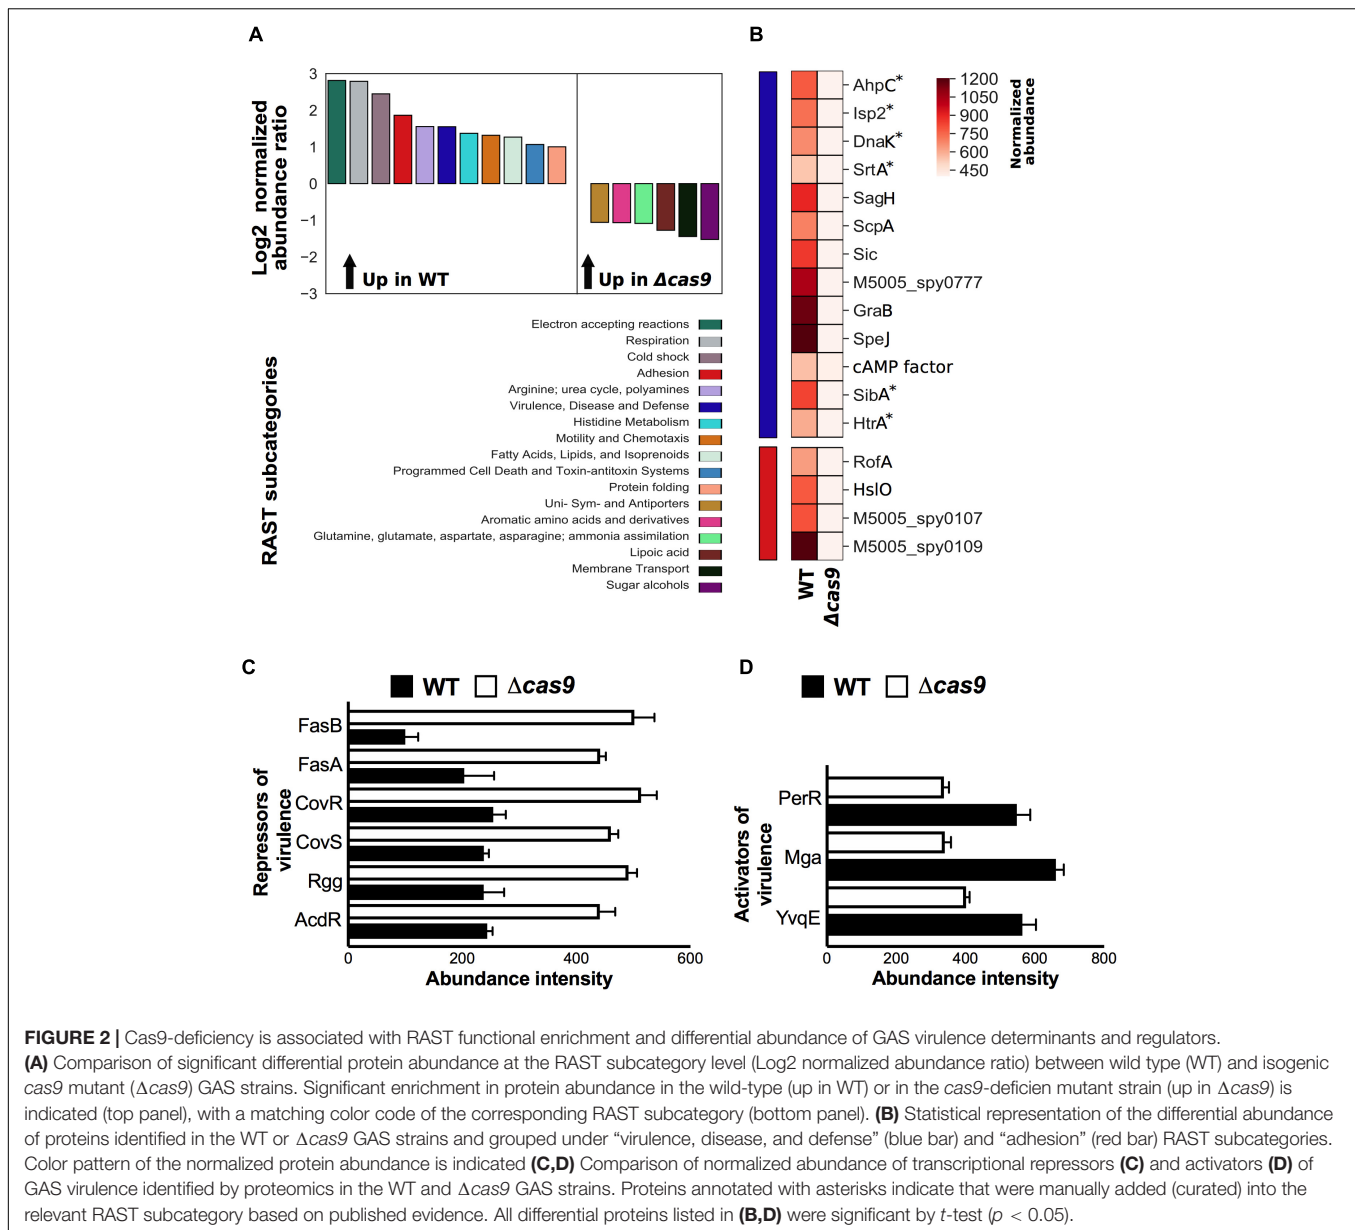 A
B
3
2
1
0
−1
−2
−3
Log2 normalized
abundance ratio
Up in WT
Up in Δcas9
RAST subcategories
Electron accepting reactions
Respiration
Cold shock
Adhesion
Arginine; urea cycle, polyamines
Virulence, Disease and Defense
Histidine Metabolism
Motility and Chemotaxis
Fatty Acids, Lipids, and Isoprenoids
Programmed Cell Death and Toxin-antitoxin Systems
Protein folding
Uni- Sym- and Antiporters
Aromatic amino acids and derivatives
Glutamine, glutamate, aspartate, asparagine; ammonia assimilation
Lipoic acid
Membrane Transport
Sugar alcohols
AhpC*
Isp2*
DnaK*
SrtA*
SagH
ScpA
Sic
M5005_spy0777
GraB
SpeJ
cAMP factor
SibA*
HtrA*
RofA
HslO
M5005_spy0107
M5005_spy0109
WT
Δcas9
1200
1050
900
750
600
450
Normalized
abundance
C
WT Δcas9
Repressors of
virulence
FasB
FasA
CovR
CovS
Rgg
AcdR
0 200 400 600
Abundance intensity
D
WT Δcas9
Activators of
virulence
PerR
Mga
YvqE
0 200 400 600 800
Abundance intensity
FIGURE 2 | Cas9-deficiency is associated with RAST functional enrichment and differential abundance of GAS virulence determinants and regulators.
(A) Comparison of significant differential protein abundance at the RAST subcategory level (Log2 normalized abundance ratio) between wild type (WT) and isogenic
cas9 mutant (Δcas9) GAS strains. Significant enrichment in protein abundance in the wild-type (up in WT) or in the cas9-deficien mutant strain (up in Δcas9) is
indicated (top panel), with a matching color code of the corresponding RAST subcategory (bottom panel). (B) Statistical representation of the differential abundance
of proteins identified in the WT or Δcas9 GAS strains and grouped under “virulence, disease, and defense” (blue bar) and “adhesion” (red bar) RAST subcategories.
Color pattern of the normalized protein abundance is indicated (C,D) Comparison of normalized abundance of transcriptional repressors (C) and activators (D) of
GAS virulence identified by proteomics in the WT and Δcas9 GAS strains. Proteins annotated with asterisks indicate that were manually added (curated) into the
relevant RAST subcategory based on published evidence. All differential proteins listed in (B,D) were significant by t-test (p < 0.05).